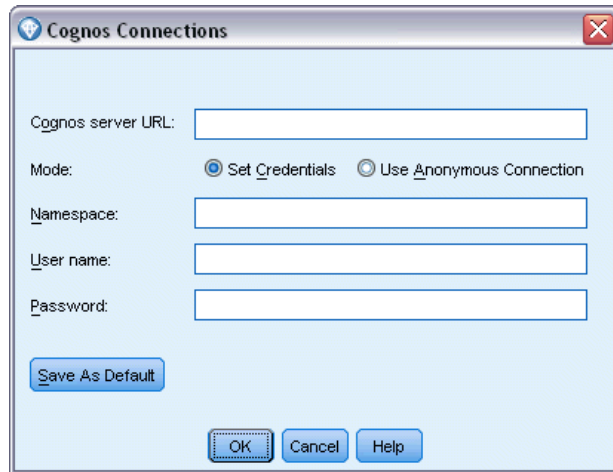 Cognos Connections
Cognos server URL:
Mode: Set Credentials Use Anonymous Connection
Namespace:
User name:
Password:
Save As Default
OK Cancel Help